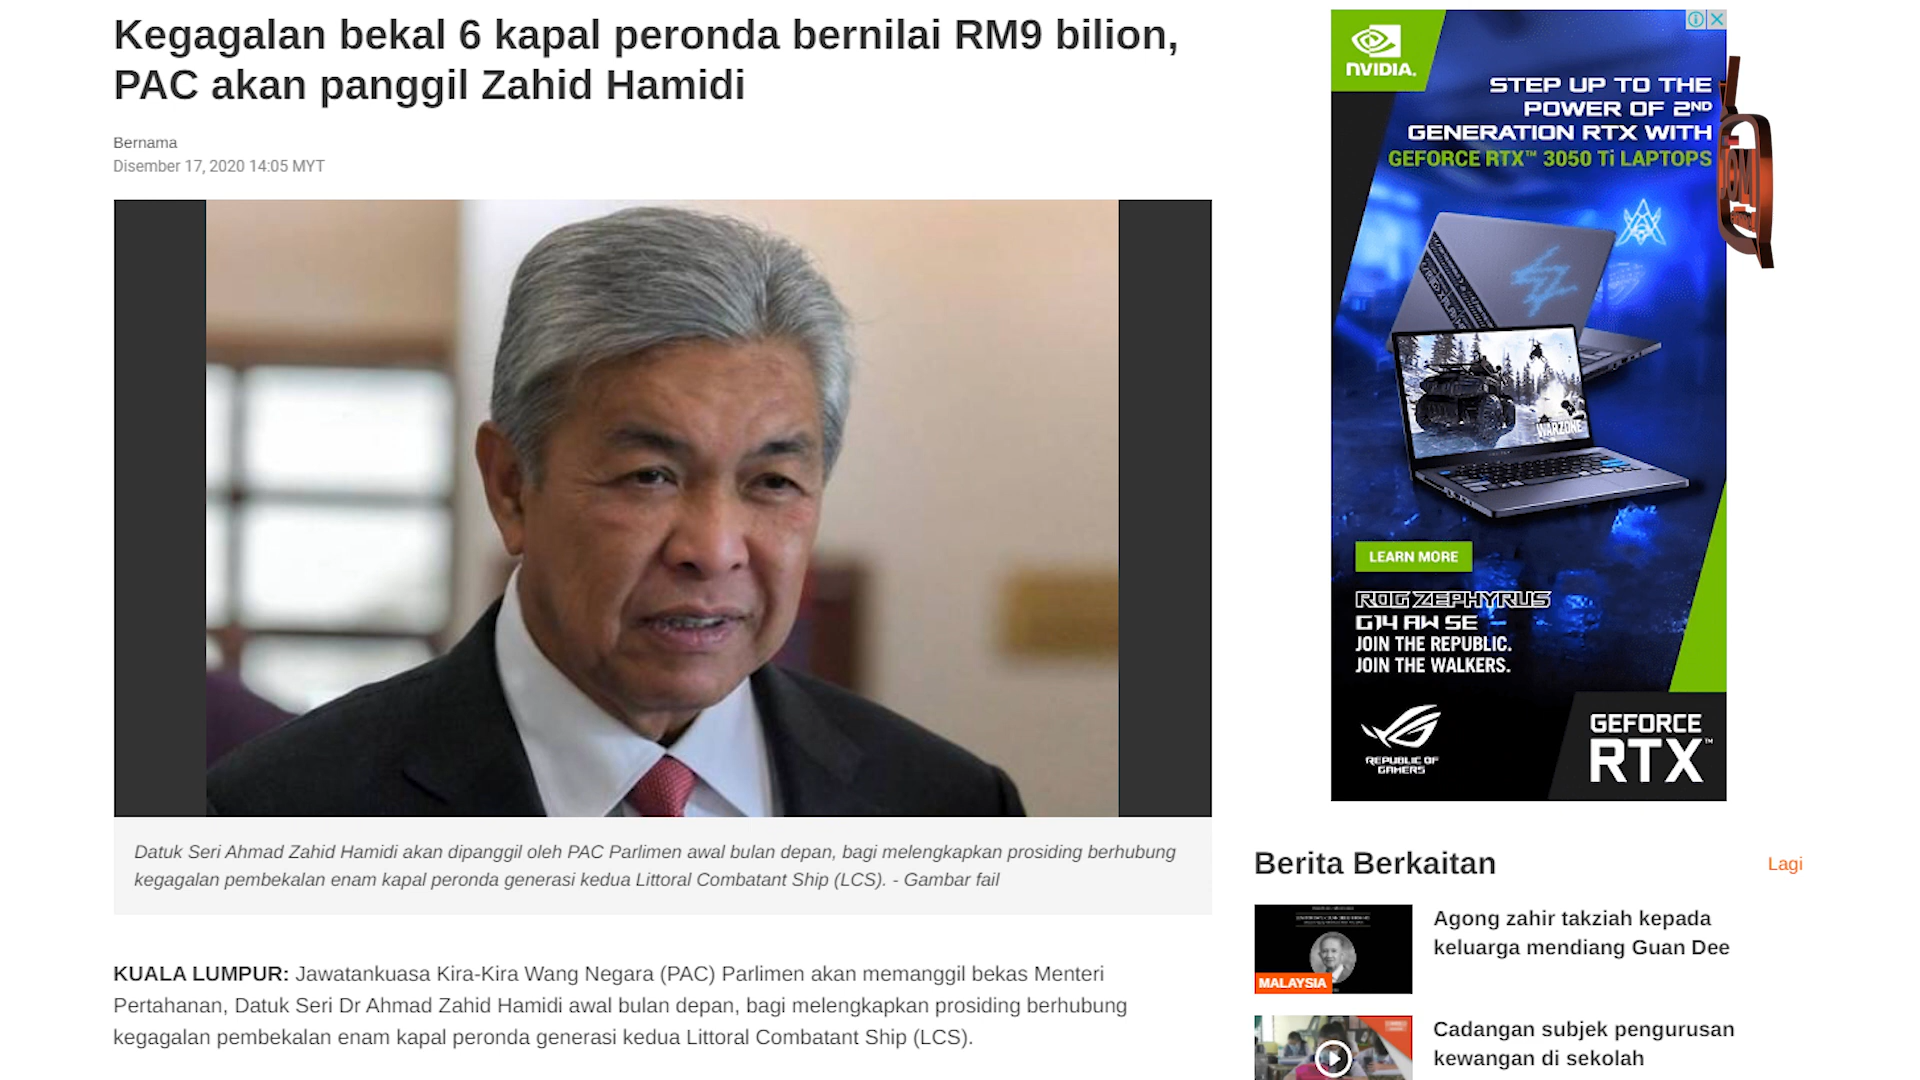 Kegagalan bekal 6 kapal peronda bernilai RM9 bilion,
PAC akan panggil Zahid Hamidi
Bernama
Disember 17, 2020 14:05 MYT
Datuk Seri Ahmad Zahid Hamidi akan dipanggil oleh PAC Parlimen awal bulan depan, bagi melengkapkan prosiding berhubung
kegagalan pembekalan enam kapal peronda generasi kedua Littoral Combatant Ship (LCS). - Gambar fail
KUALA LUMPUR: Jawatankuasa Kira-Kira Wang Negara (PAC) Parlimen akan memanggil bekas Menteri
Pertahanan, Datuk Seri Dr Ahmad Zahid Hamidi awal bulan depan, bagi melengkapkan prosiding berhubung
kegagalan pembekalan enam kapal peronda generasi kedua Littoral Combatant Ship (LCS).
NVIDIA.
STEP UP TO THE
POWER OF 2ND
GENERATION RTX WITH
GEFORCE RTX™ 3050 Ti LAPTOPS
WARZONE
LEARN MORE
ROG ZEPHYRUS
G14 AW SE
JOIN THE REPUBLIC.
JOIN THE WALKERS.
REPUBLIC OF
GAMERS
GEFORCE
RTX™
Berita Berkaitan
Lagi
MALAYSIA
Agong zahir takziah kepada
keluarga mendiang Guan Dee
Cadangan subjek pengurusan
kewangan di sekolah